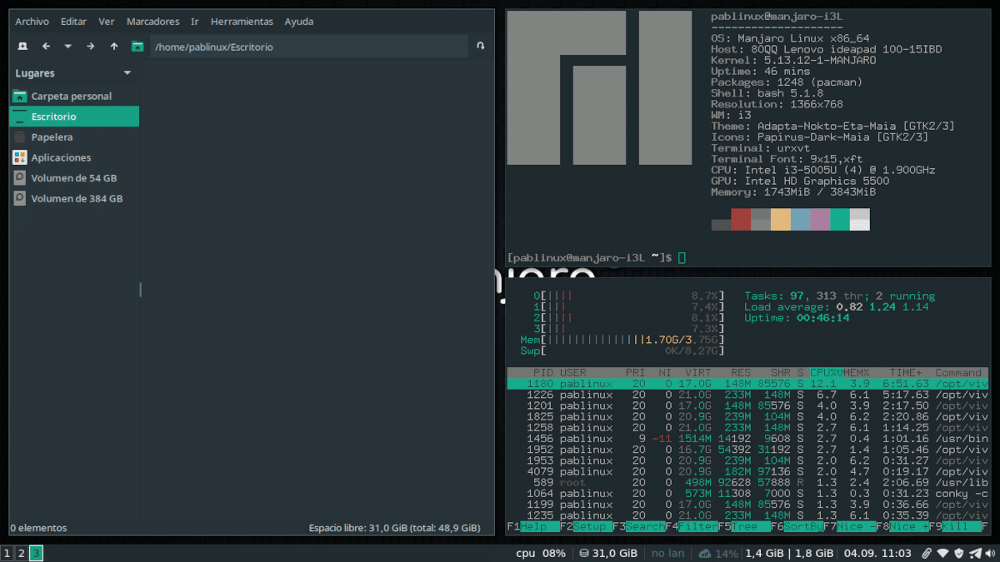 Archivo Editar Ver Marcadores Ir Herramientas Ayuda
/home/pablinux/Escritorio
Lugares
Carpeta personal
Escritorio
Papelera
Aplicaciones
Volumen de 54 GB
Volumen de 384 GB
0 elementos
Espacio libre: 31,0 GiB (total: 48,9 GiB)
pablinux@manjaro-i3L
--------------------
OS: Manjaro Linux x86_64
Host: 80QQ Lenovo ideapad 100-15IBD
Kernel: 5.13.12-1-MANJARO
Uptime: 46 mins
Packages: 1248 (pacman)
Shell: bash 5.1.8
Resolution: 1366x768
WM: i3
Theme: Adapta-Nokto-Eta-Maia [GTK2/3]
Icons: Papirus-Dark-Maia [GTK2/3]
Terminal: urxvt
Terminal Font: 9x15,xft
CPU: Intel i3-5005U (4) @ 1.900GHz
GPU: Intel HD Graphics 5500
Memory: 1743MiB / 3843MiB
[pablinux@manjaro-i3L ~]$
0[|||| 8.7%]
1[||| 7.4%]
2[|||| 8.1%]
3[||| 7.3%]
Mem[|||||||||||||||1.70G/3.75G]
Swp[ 0K/8.27G]
Tasks: 97, 313 thr; 2 running
Load average: 0.82 1.24 1.14
Uptime: 00:46:14
PID USER PRI NI VIRT RES SHR S CPU%▽MEM% TIME+ Command
1180 pablinux 20 0 17.0G 148M 85576 S 12.1 3.9 6:51.63 /opt/viv
1226 pablinux 20 0 21.0G 233M 148M S 6.7 6.1 5:17.63 /opt/viv
1201 pablinux 20 0 17.0G 148M 85576 S 4.0 3.9 2:17.50 /opt/viv
1825 pablinux 20 0 20.9G 239M 104M S 4.0 6.2 2:20.86 /opt/viv
1258 pablinux 20 0 21.0G 233M 148M S 2.7 6.1 1:14.25 /opt/viv
1456 pablinux 9 -11 1514M 14192 9608 S 2.7 0.4 1:01.16 /usr/bin
1952 pablinux 20 0 16.7G 54392 31192 S 2.7 1.4 1:05.46 /opt/viv
1953 pablinux 20 0 20.9G 239M 104M S 2.0 6.2 0:31.27 /opt/viv
4079 pablinux 20 0 20.9G 182M 97136 S 2.0 4.7 0:19.17 /opt/viv
589 root 20 0 498M 92628 57888 R 1.3 2.4 2:06.69 /usr/lib
1064 pablinux 20 0 573M 11308 7000 S 1.3 0.3 0:31.23 conky -c
1199 pablinux 20 0 17.0G 148M 85576 S 1.3 3.9 0:36.66 /opt/viv
1235 pablinux 20 0 21.0G 233M 148M S 1.3 6.1 0:35.39 /opt/viv
F1Help F2Setup F3SearchF4FilterF5Tree F6SortByF7Nice -F8Nice +F9Kill F
1 2 3
cpu 08% 31,0 GiB no lan 14% 1,4 GiB | 1,8 GiB 04.09. 11:03